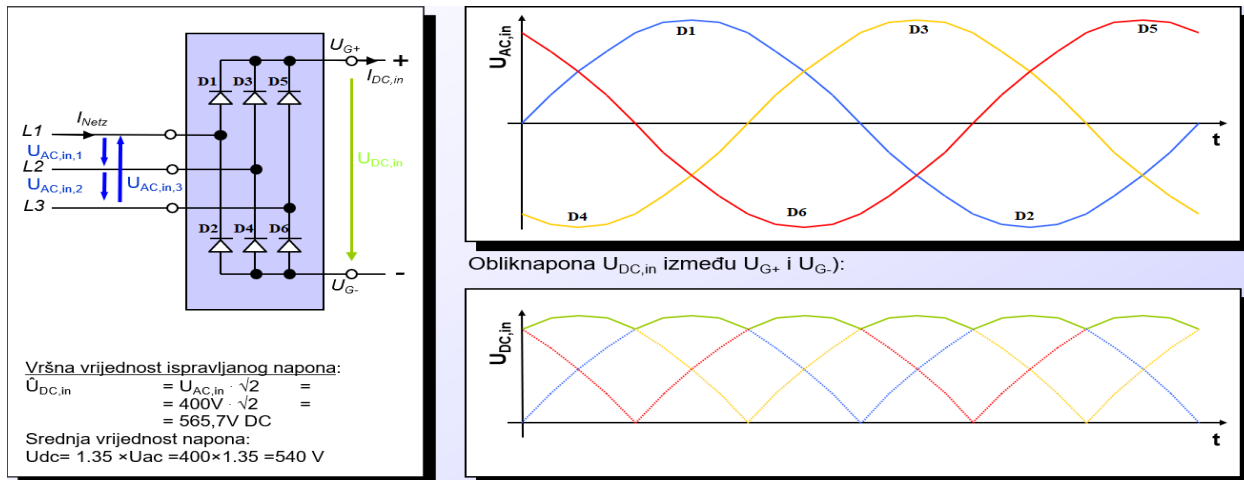 U_G+
+
I_DC,in
D1 D3 D5
I_Netz
L1
U_AC,in,1
L2
U_AC,in,2 U_AC,in,3
L3
U_DC,in
D2 D4 D6
-
U_G-
Vršna vrijednost ispravljanog napona:
Û_DC,in = U_AC,in · √2 =
= 400V · √2 =
= 565,7V DC
Srednja vrijednost napona:
Udc= 1.35 ×Uac =400×1.35 =540 V
U_AC,in
D1 D3 D5
t
D4 D6 D2
Obliknapona U_DC,in između U_G+ i U_G-):
U_DC,in
t